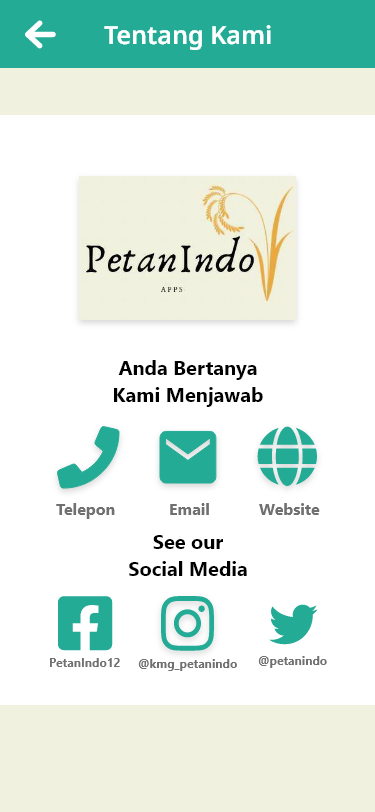 Tentang Kami
PetanIndo
APPS
Anda Bertanya
Kami Menjawab
Telepon Email Website
See our
Social Media
PetanIndo12 @kmg_petanindo @petanindo